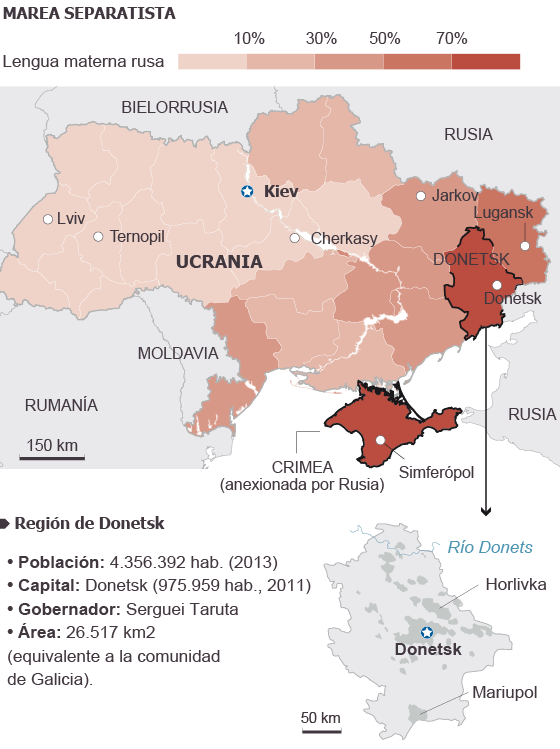 MAREA SEPARATISTA
10% 30% 50% 70%
Lengua materna rusa
BIELORRUSIA
RUSIA
Kiev
Jarkov
Lviv
Lugansk
Ternopil
Cherkasy
UCRANIA
DONETSK
Donetsk
MOLDAVIA
RUMANÍA
RUSIA
150 km
CRIMEA
(anexionada por Rusia)
Simferópol
Región de Donetsk
• Población: 4.356.392 hab. (2013)
• Capital: Donetsk (975.959 hab., 2011)
• Gobernador: Serguei Taruta
• Área: 26.517 km2
(equivalente a la comunidad
de Galicia).
Río Donets
Horlivka
Donetsk
Mariupol
50 km